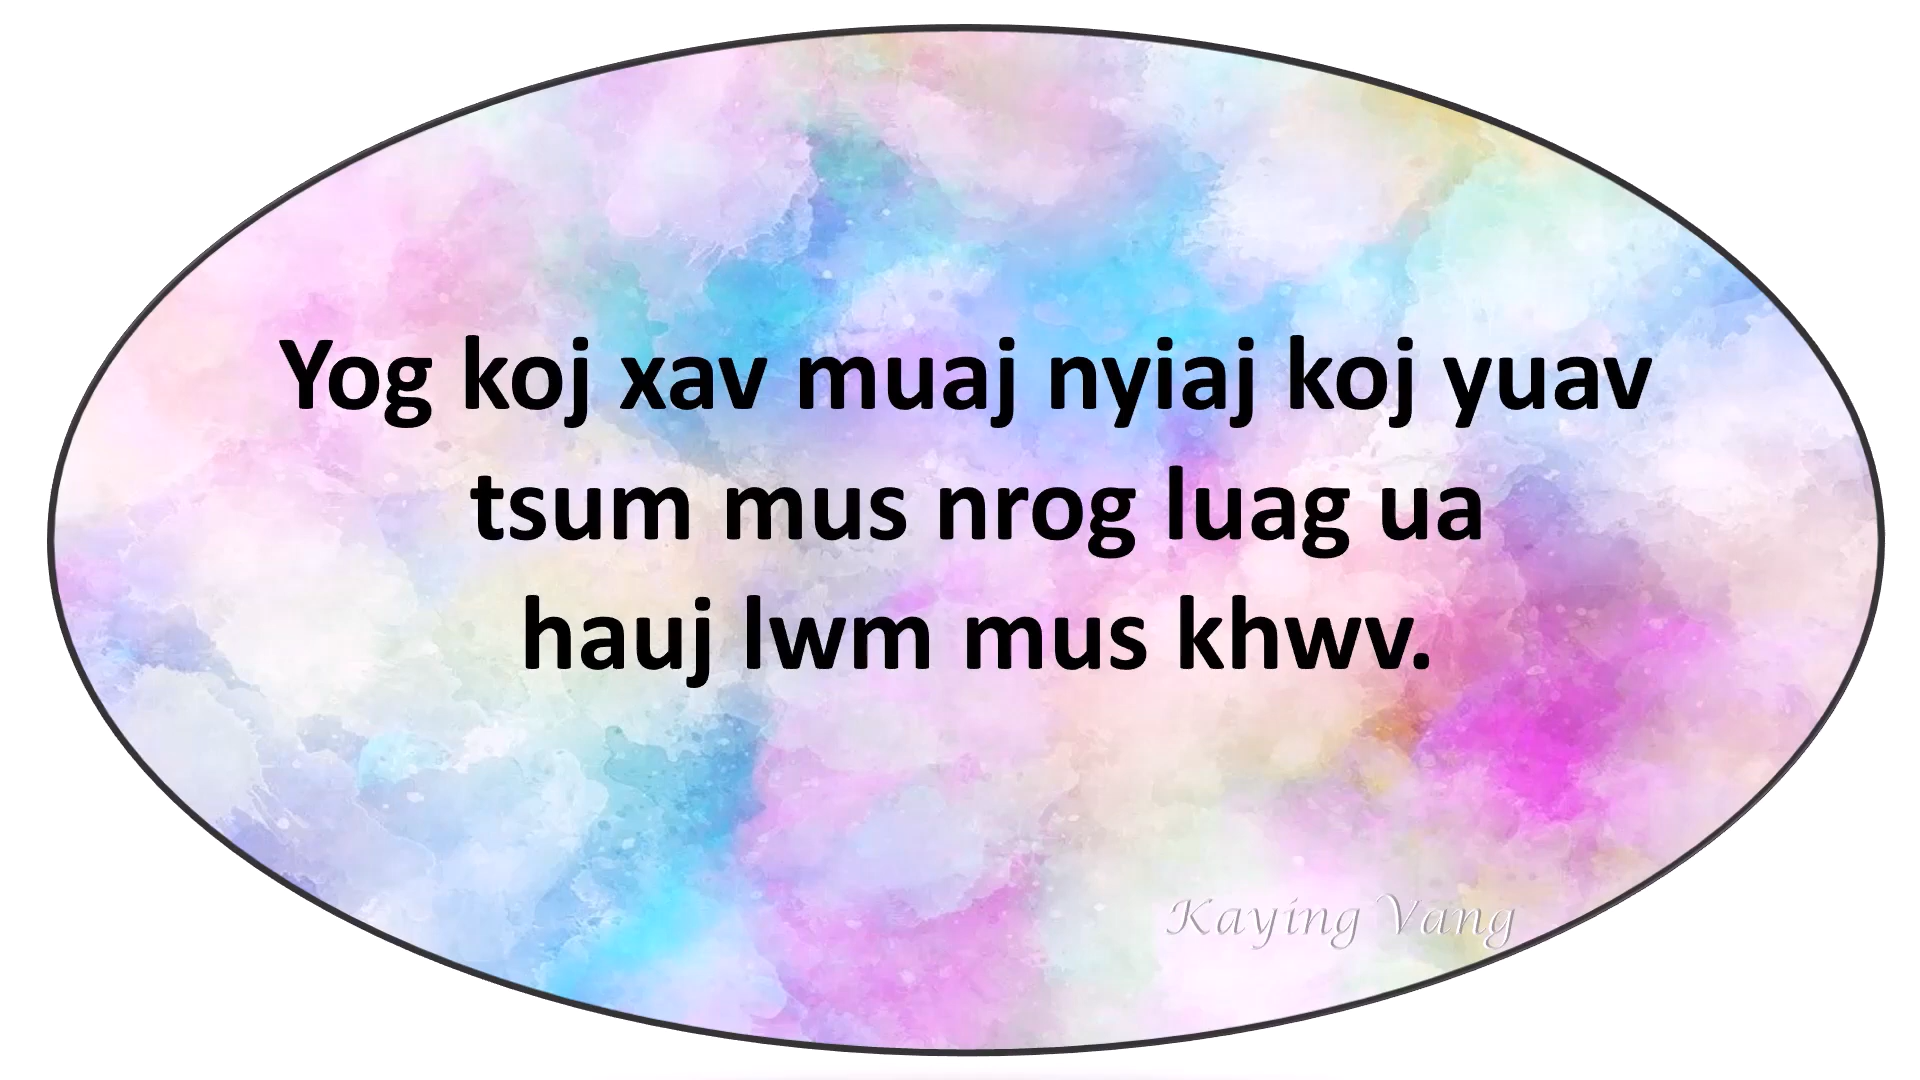 Yog koj xav muaj nyiaj koj yuav
tsum mus nrog luag ua
hauj lwm mus khwv.
Kaying Vang